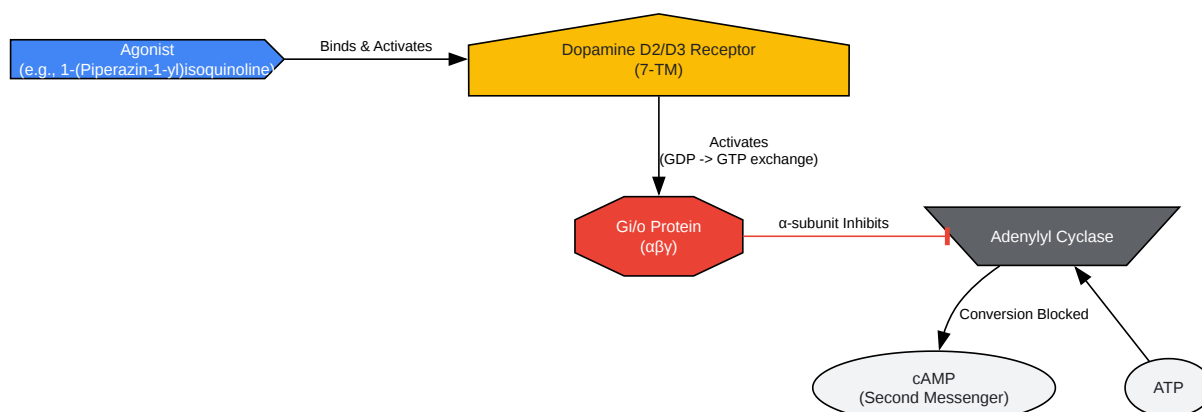 Agonist
(e.g., 1-(Piperazin-1-yl)isoquinoline)
Binds & Activates
Dopamine D2/D3 Receptor
(7-TM)
Activates
(GDP -> GTP exchange)
Gi/o Protein
(αβγ)
α-subunit Inhibits
Adenylyl Cyclase
Conversion Blocked
cAMP
(Second Messenger)
ATP